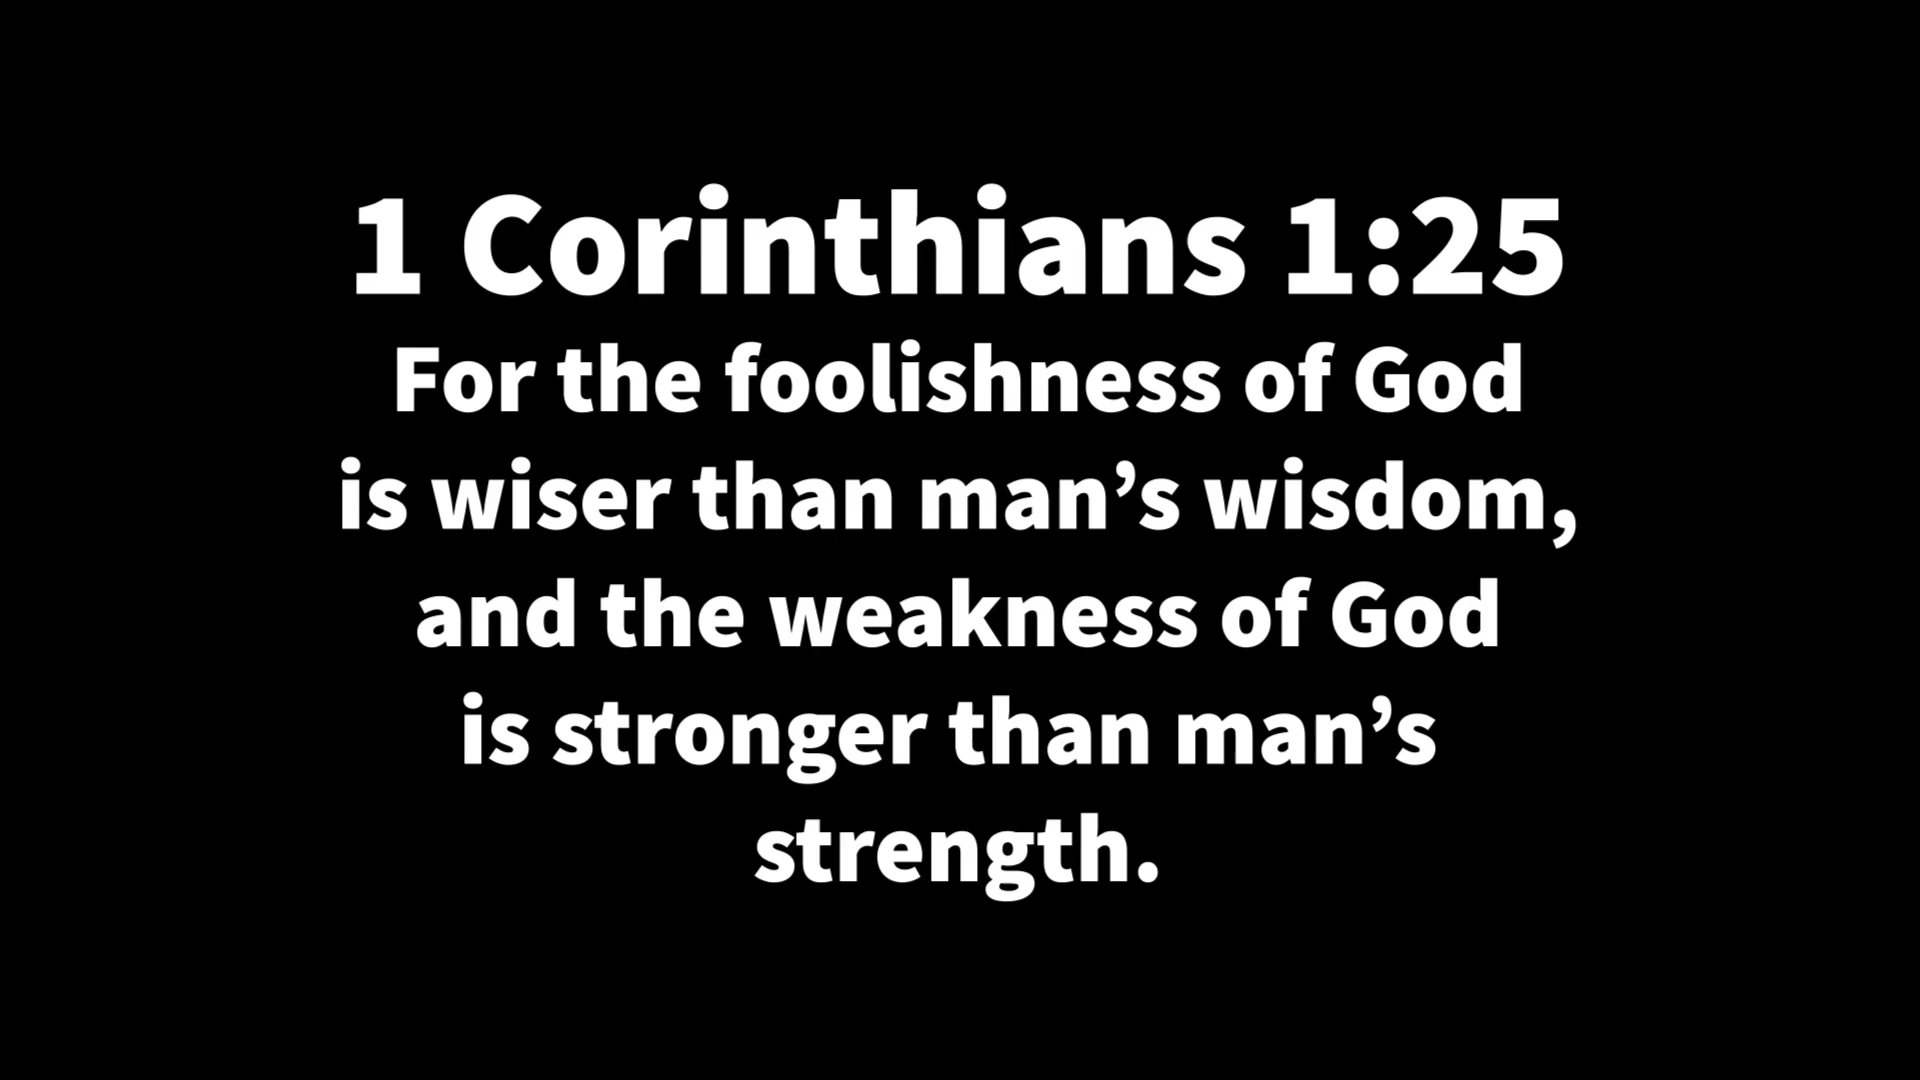 1 Corinthians 1:25
For the foolishness of God
is wiser than man’s wisdom,
and the weakness of God
is stronger than man’s
strength.